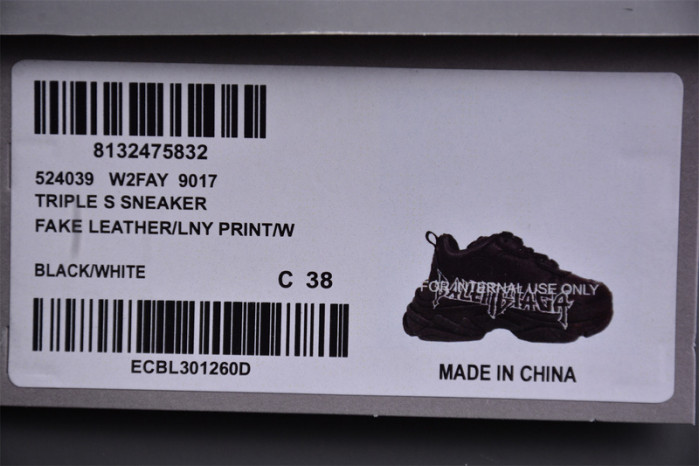 8132475832
524039 W2FAY 9017
TRIPLE S SNEAKER
FAKE LEATHER/LNY PRINT/W
BLACK/WHITE
C 38
FOR INTERNAL USE ONLY
BALENCIAGA
ECBL301260D
MADE IN CHINA